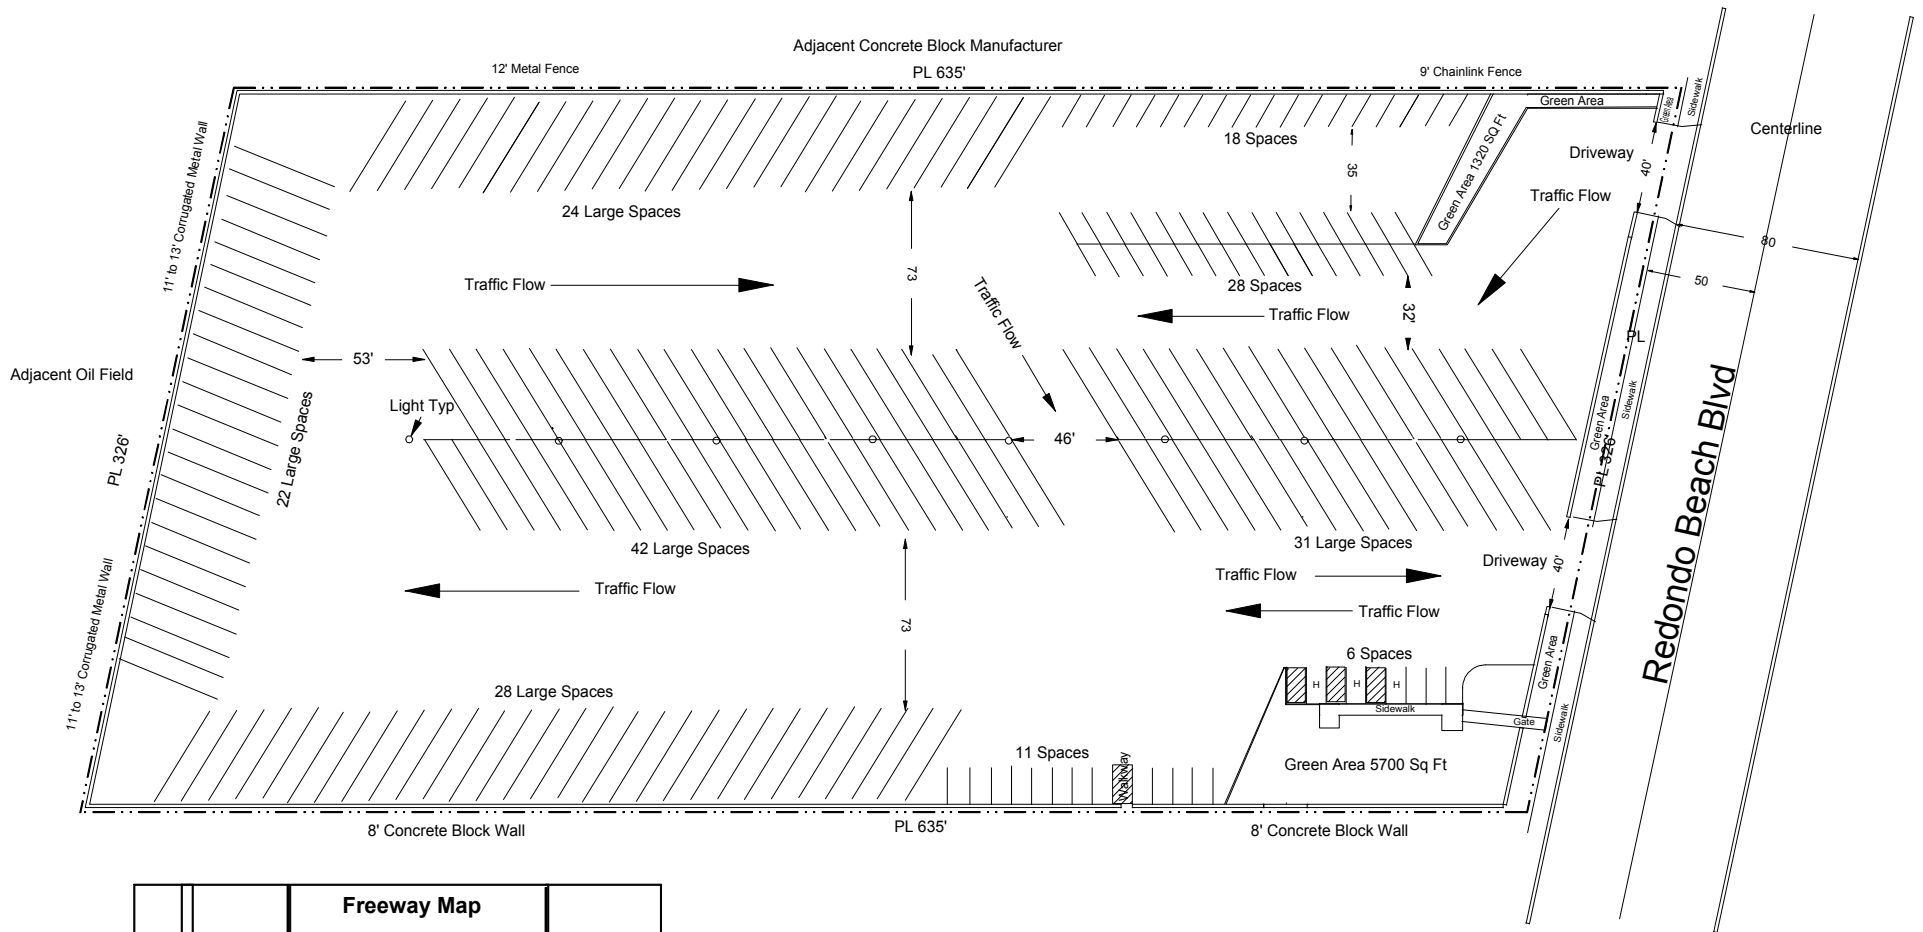 Adjacent Concrete Block Manufacturer
12' Metal Fence
PL 635'
9' Chainlink Fence
Green Area
Green Area
Sidewalk
Centerline
18 Spaces
Green Area 1320 SQ Ft
Driveway
40'
35
Traffic Flow
11' to 13' Corrugated Metal Wall
24 Large Spaces
80
73
Traffic Flow
Traffic Flow
28 Spaces
50
Traffic Flow
32'
PL
53'
Adjacent Oil Field
22 Large Spaces
Light Typ
46'
Green Area
Sidewalk
PL 326'
PL 326'
Redondo Beach Blvd
42 Large Spaces
31 Large Spaces
Driveway
40'
Traffic Flow
Traffic Flow
Traffic Flow
73
11' to 13' Corrugated Metal Wall
6 Spaces
H
H
H
Green Area
28 Large Spaces
Sidewalk
Gate
Sidewalk
11 Spaces
Walkway
Green Area 5700 Sq Ft
8' Concrete Block Wall
PL 635'
8' Concrete Block Wall
Freeway Map